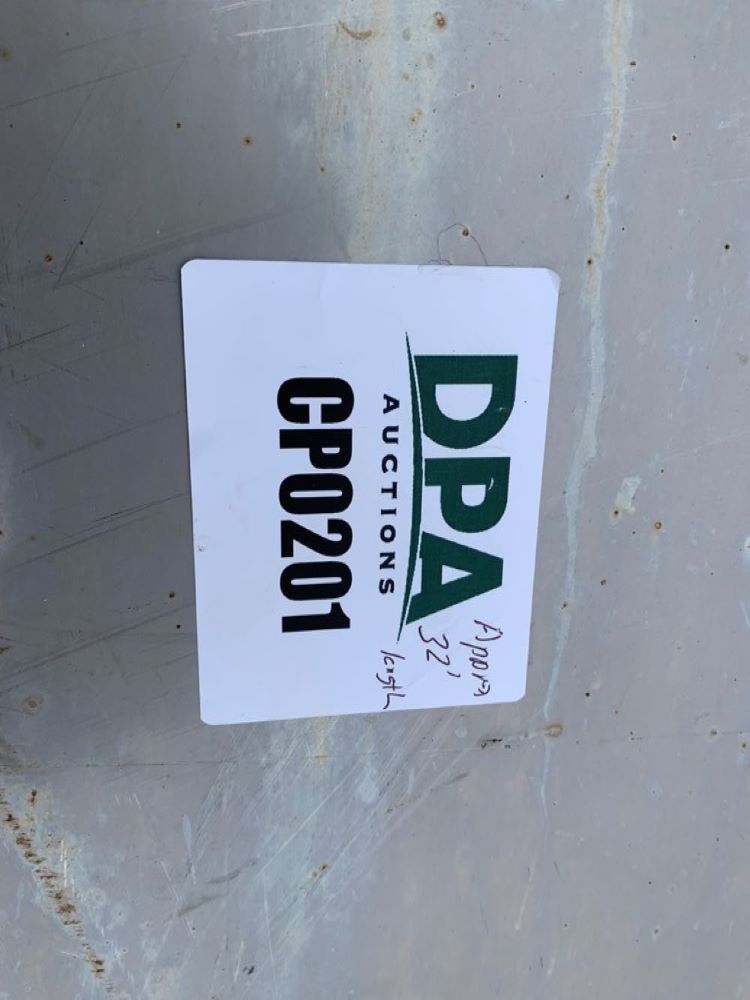 DPA
AUCTIONS
CP0201
Approx
32'
length